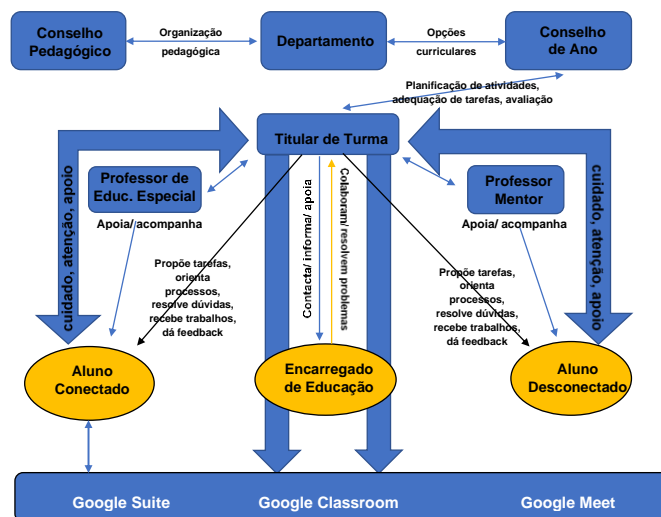 Conselho
Pedagógico
Organização
pedagógica
Departamento
Opções
curriculares
Conselho
de Ano
Planificação de atividades,
adequação de tarefas, avaliação
Titular de Turma
cuidado, atenção, apoio
Professor de
Educ. Especial
Apoia/ acompanha
Contacta/ informa/ apoia
Colaboram/ resolvem problemas
Professor
Mentor
Apoia/ acompanha
cuidado, atenção, apoio
Propõe tarefas,
orienta
processos,
resolve dúvidas,
recebe trabalhos,
dá feedback
Propõe tarefas,
orienta
processos,
resolve dúvidas,
recebe trabalhos,
dá feedback
Aluno
Conectado
Encarregado
de Educação
Aluno
Desconectado
Google Suite
Google Classroom
Google Meet